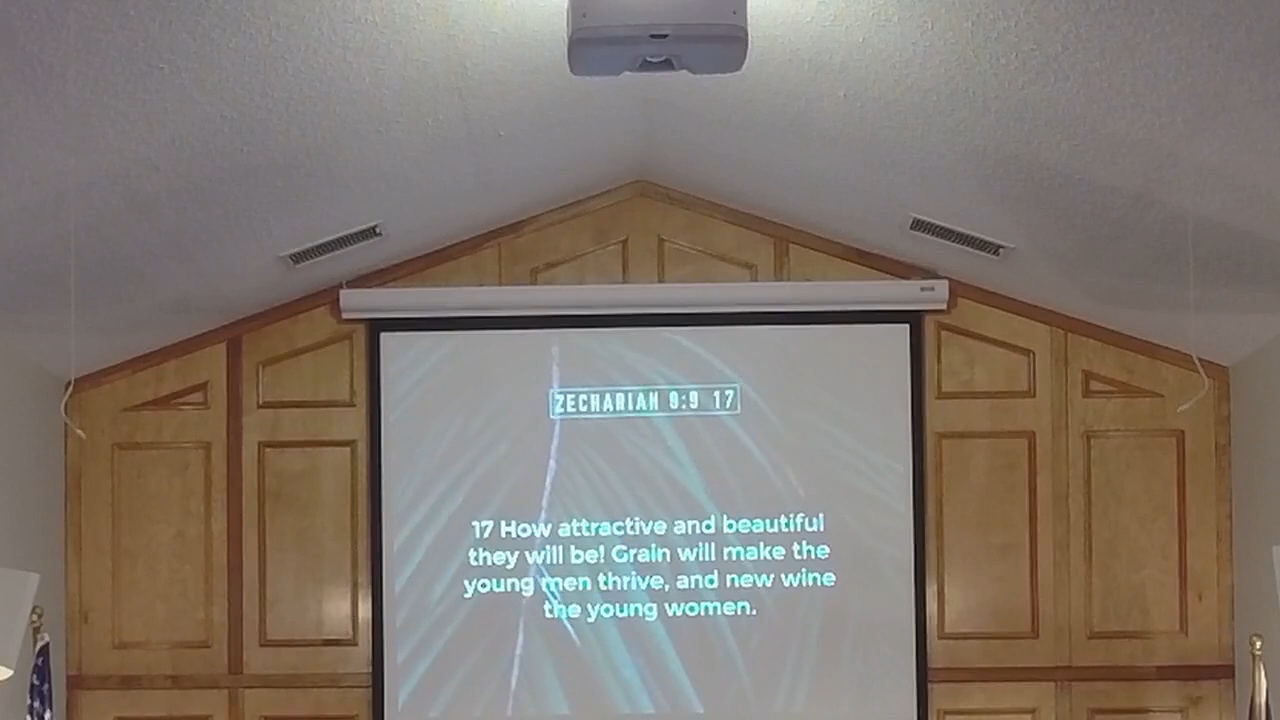 ZECHARIAH 9:9 17
17 How attractive and beautiful
they will be! Grain will make the
young men thrive, and new wine
the young women.